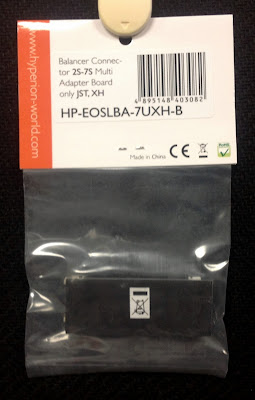 www.hyperion-world.com
Balancer Connec-
tor 2S-7S Multi
Adapter Board
only JST, XH
4 895148 403082
HP-EOSLBA-7UXH-B
Made in China
CE